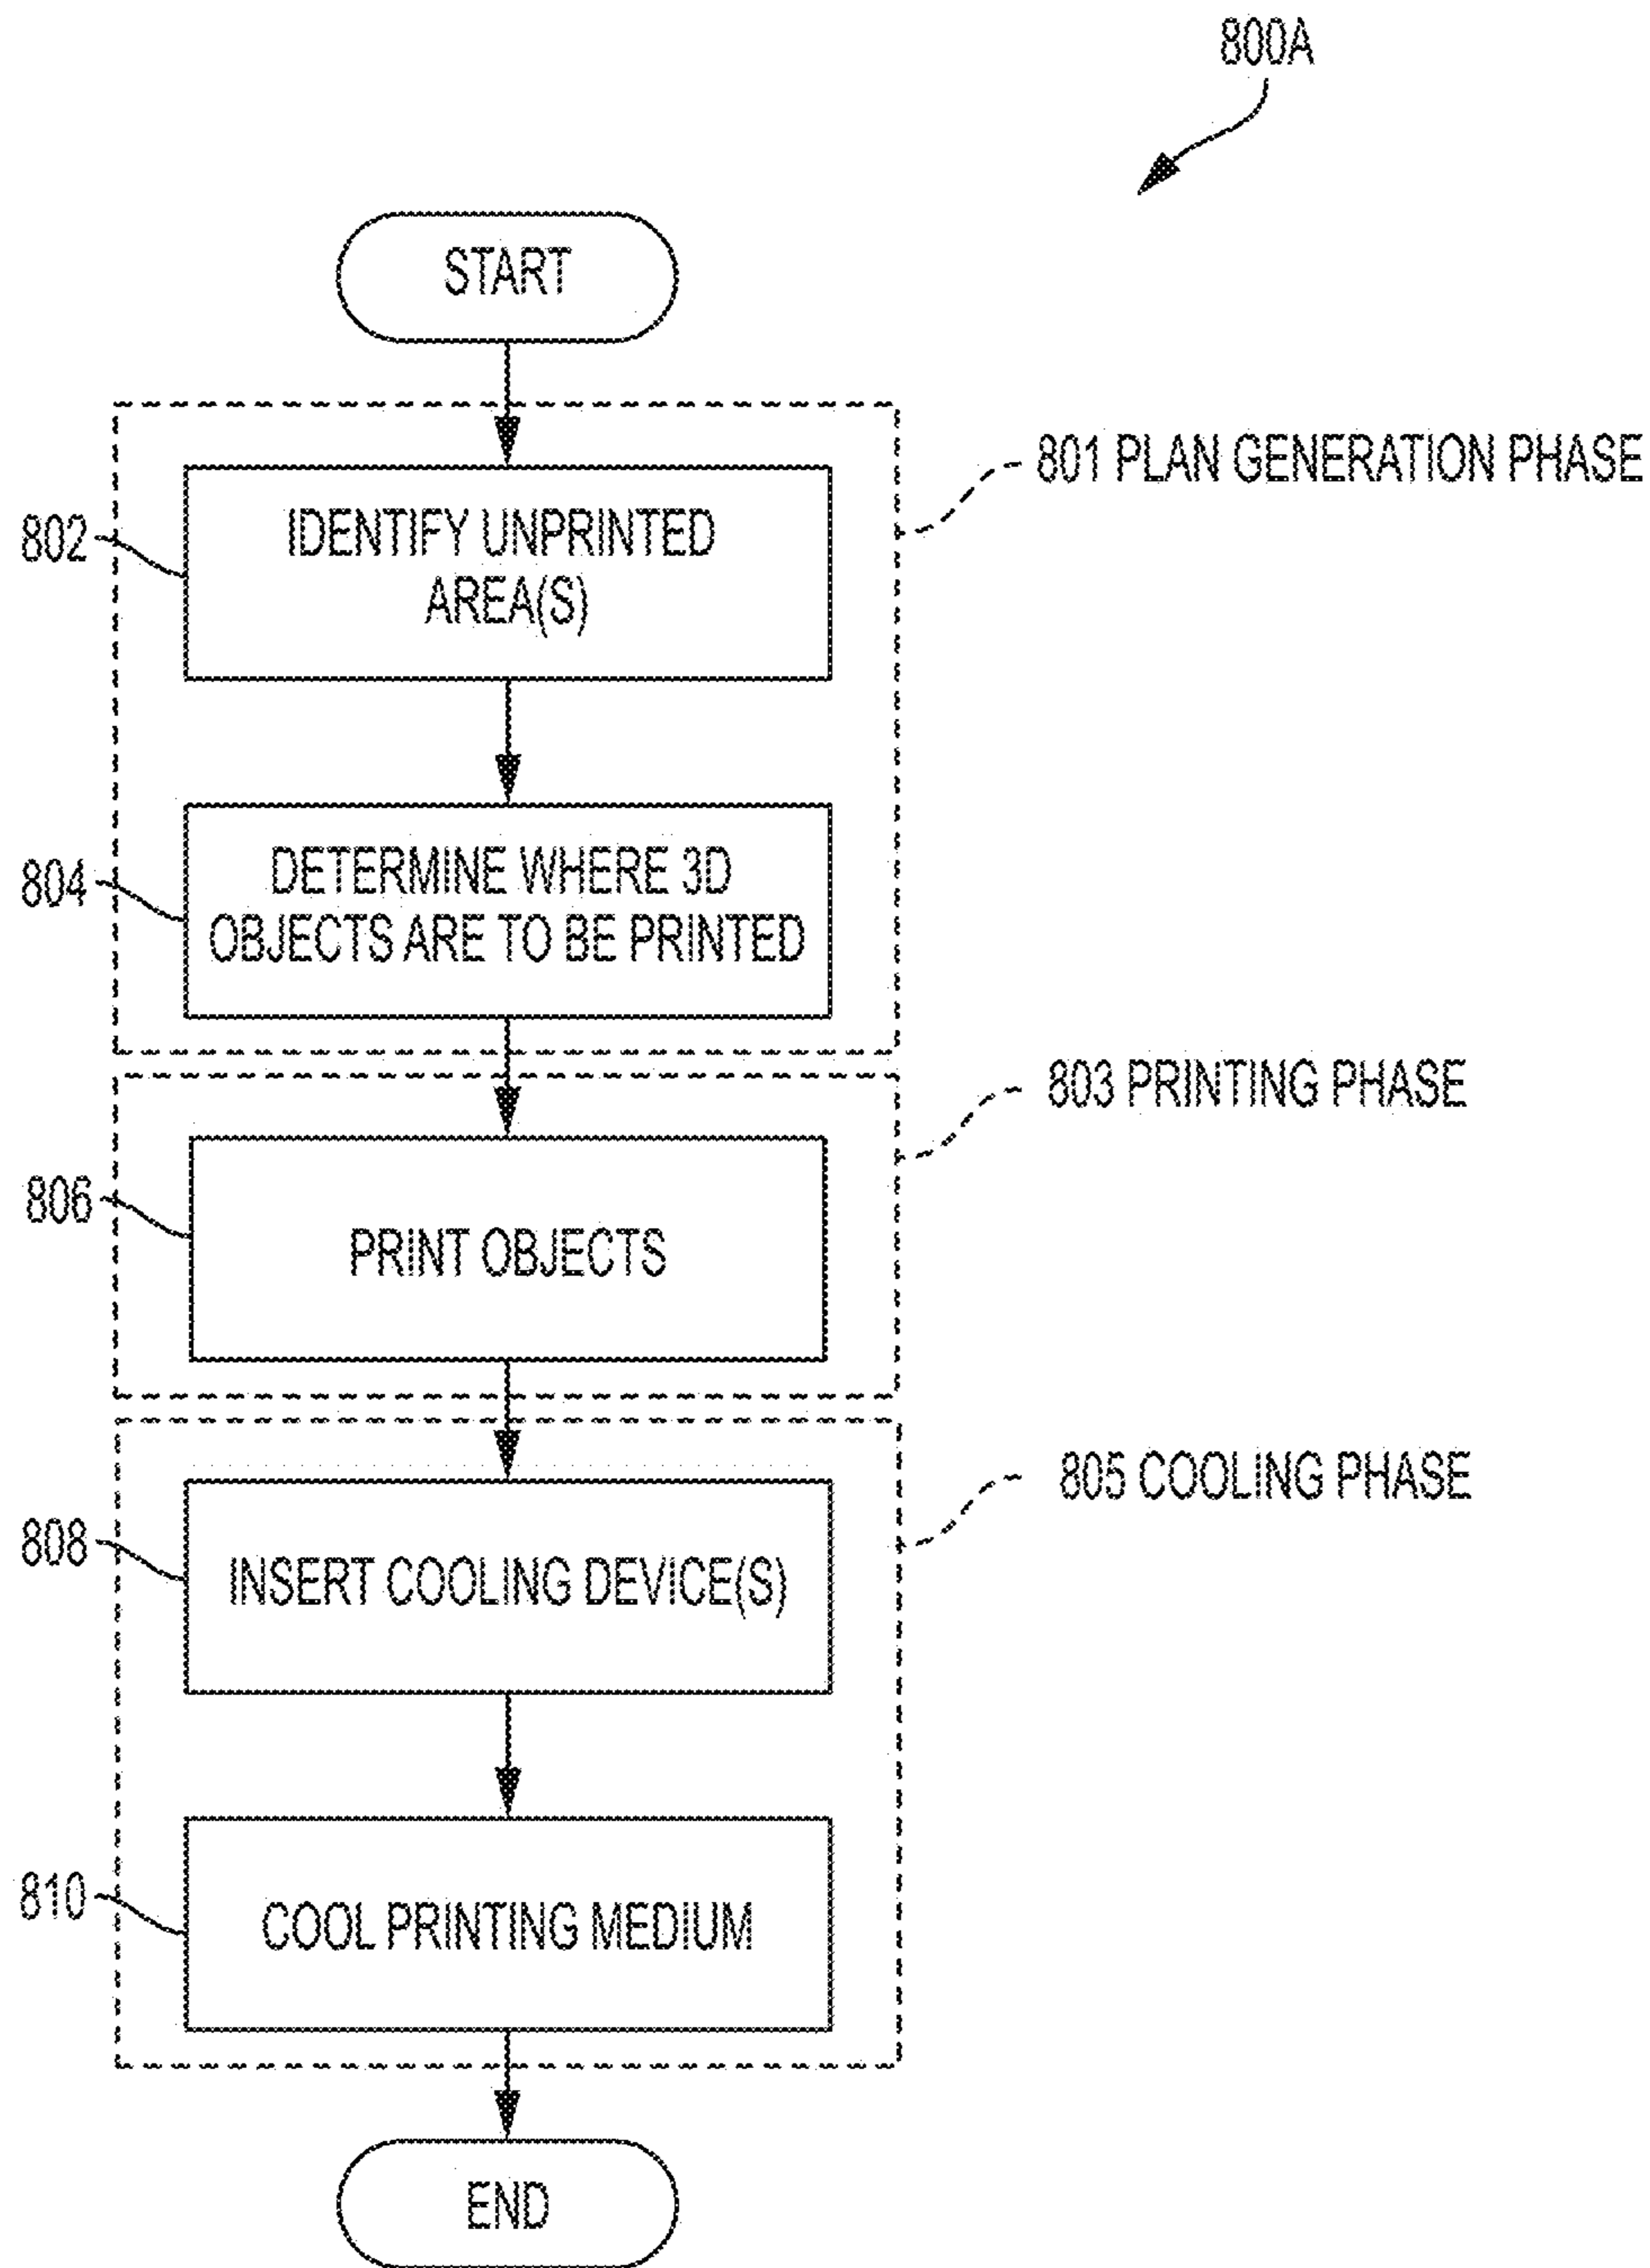 800A
START
801 PLAN GENERATION PHASE
802
IDENTIFY UNPRINTED
AREA(S)
804
DETERMINE WHERE 3D
OBJECTS ARE TO BE PRINTED
803 PRINTING PHASE
806
PRINT OBJECTS
805 COOLING PHASE
808
INSERT COOLING DEVICE(S)
810
COOL PRINTING MEDIUM
END